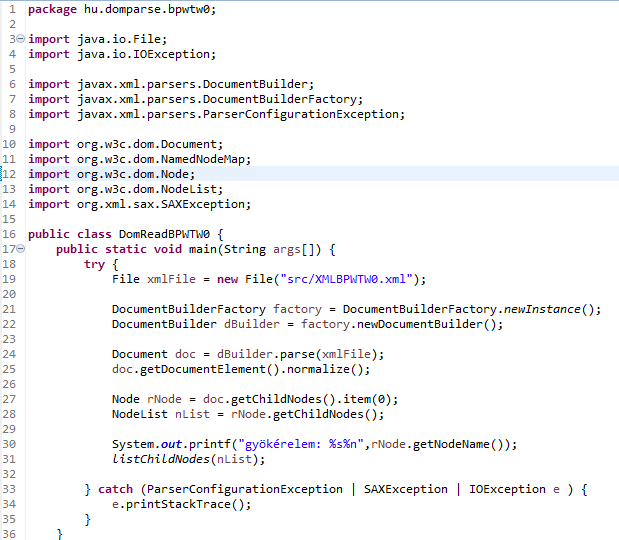 1 package hu.domparse.bpwtw0;
2
3 import java.io.File;
4 import java.io.IOException;
5
6 import javax.xml.parsers.DocumentBuilder;
7 import javax.xml.parsers.DocumentBuilderFactory;
8 import javax.xml.parsers.ParserConfigurationException;
9
10 import org.w3c.dom.Document;
11 import org.w3c.dom.NamedNodeMap;
12 import org.w3c.dom.Node;
13 import org.w3c.dom.NodeList;
14 import org.xml.sax.SAXException;
15
16 public class DomReadBPWTW0 {
17     public static void main(String args[]) {
18         try {
19             File xmlFile = new File("src/XMLBPWTW0.xml");
20
21             DocumentBuilderFactory factory = DocumentBuilderFactory.newInstance();
22             DocumentBuilder dBuilder = factory.newDocumentBuilder();
23
24             Document doc = dBuilder.parse(xmlFile);
25             doc.getDocumentElement().normalize();
26
27             Node rNode = doc.getChildNodes().item(0);
28             NodeList nList = rNode.getChildNodes();
29
30             System.out.printf("gyökérelem: %s%n",rNode.getNodeName());
31             listChildNodes(nList);
32
33         } catch (ParserConfigurationException | SAXException | IOException e ) {
34             e.printStackTrace();
35         }
36     }